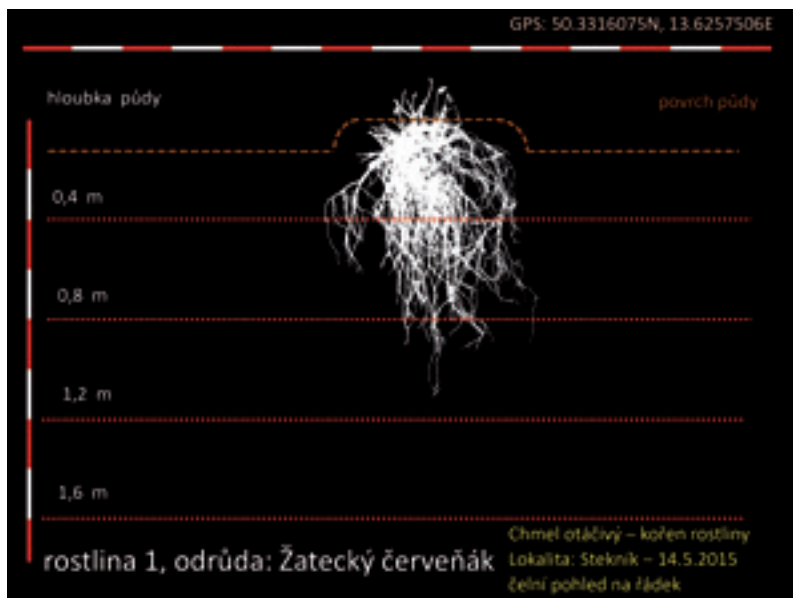 GPS: 50.3316075N, 13.6257506E
hloubka půdy
povrch půdy
0,4 m
0,8 m
1,2 m
1,6 m
rostlina 1, odrůda: Žatecký červeňák
Chmel otáčivý – kořen rostliny
Lokalita: Stekník – 14.5.2015
čelní pohled na řádek